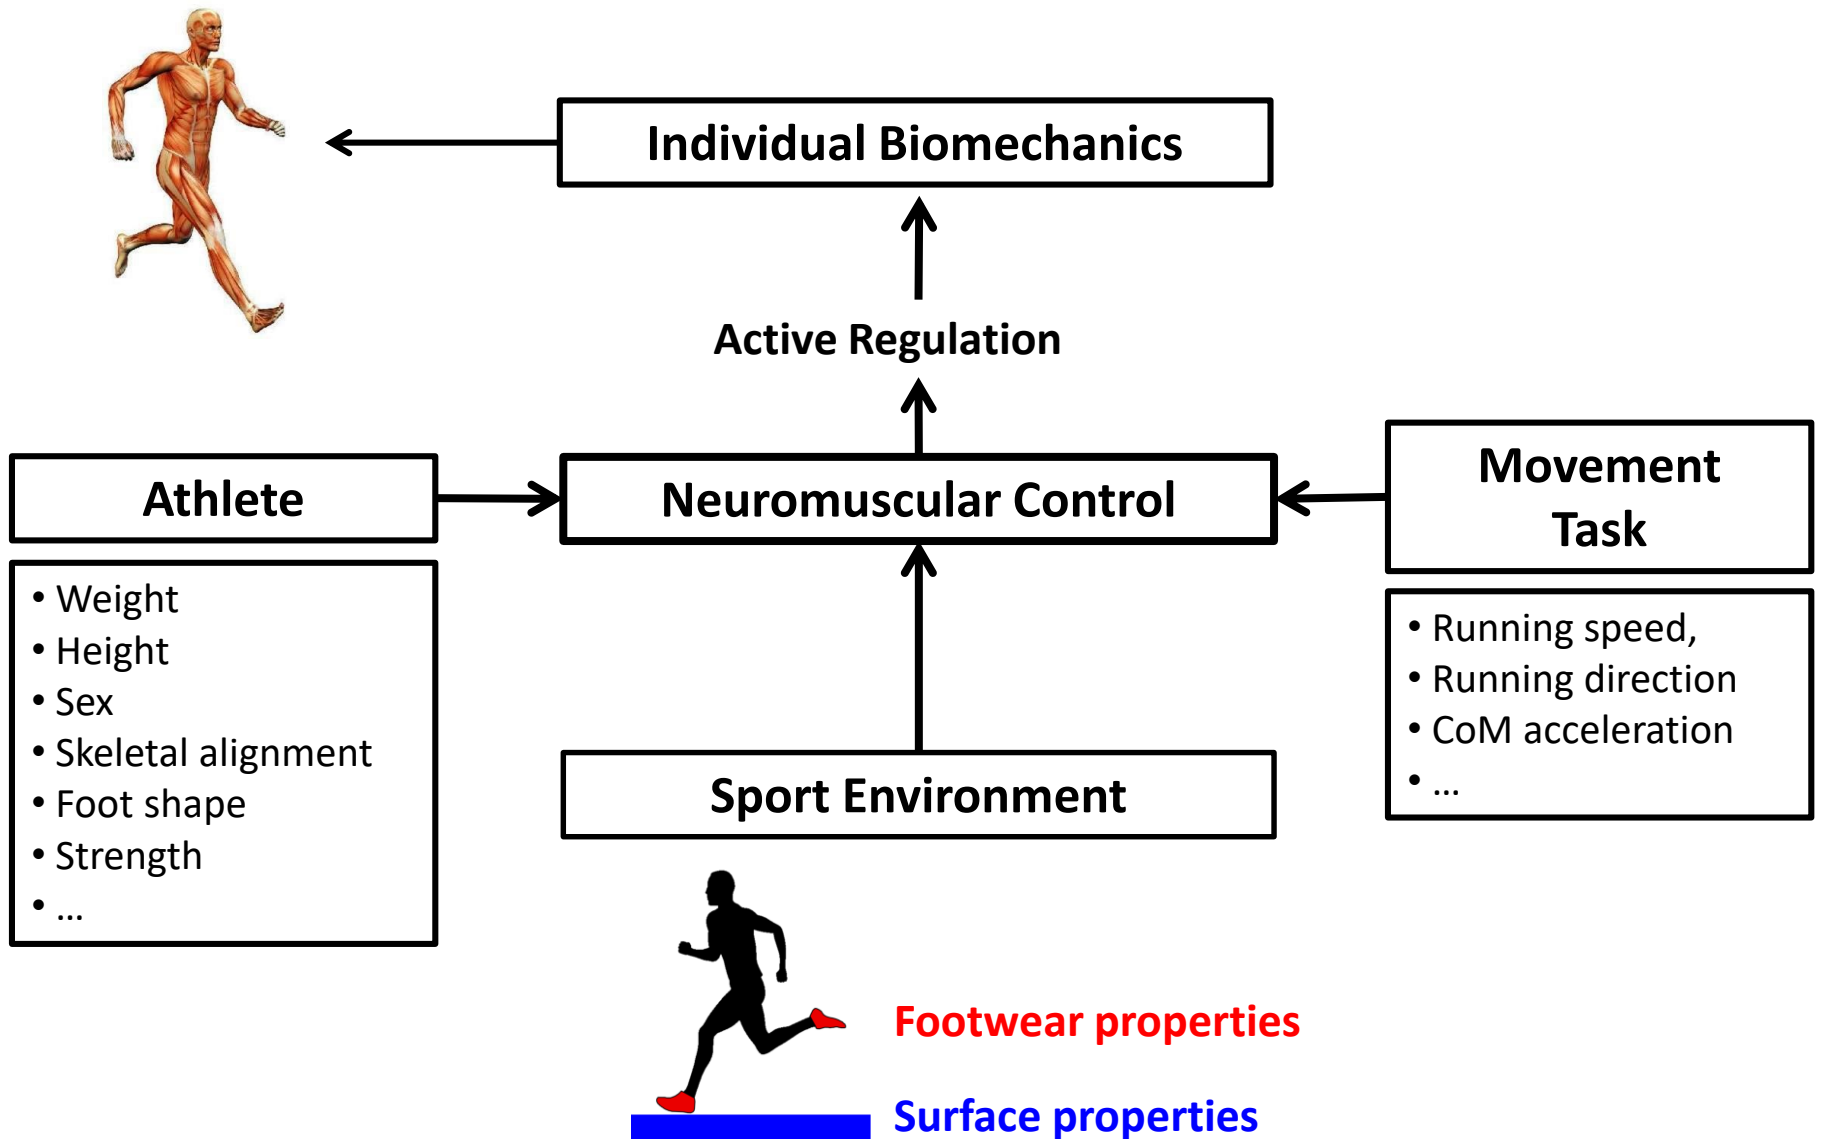 Individual Biomechanics
Active Regulation
Athlete
• Weight
• Height
• Sex
• Skeletal alignment
• Foot shape
• Strength
• ...
Neuromuscular Control
Movement
Task
• Running speed,
• Running direction
• CoM acceleration
• ...
Sport Environment
Footwear properties
Surface properties